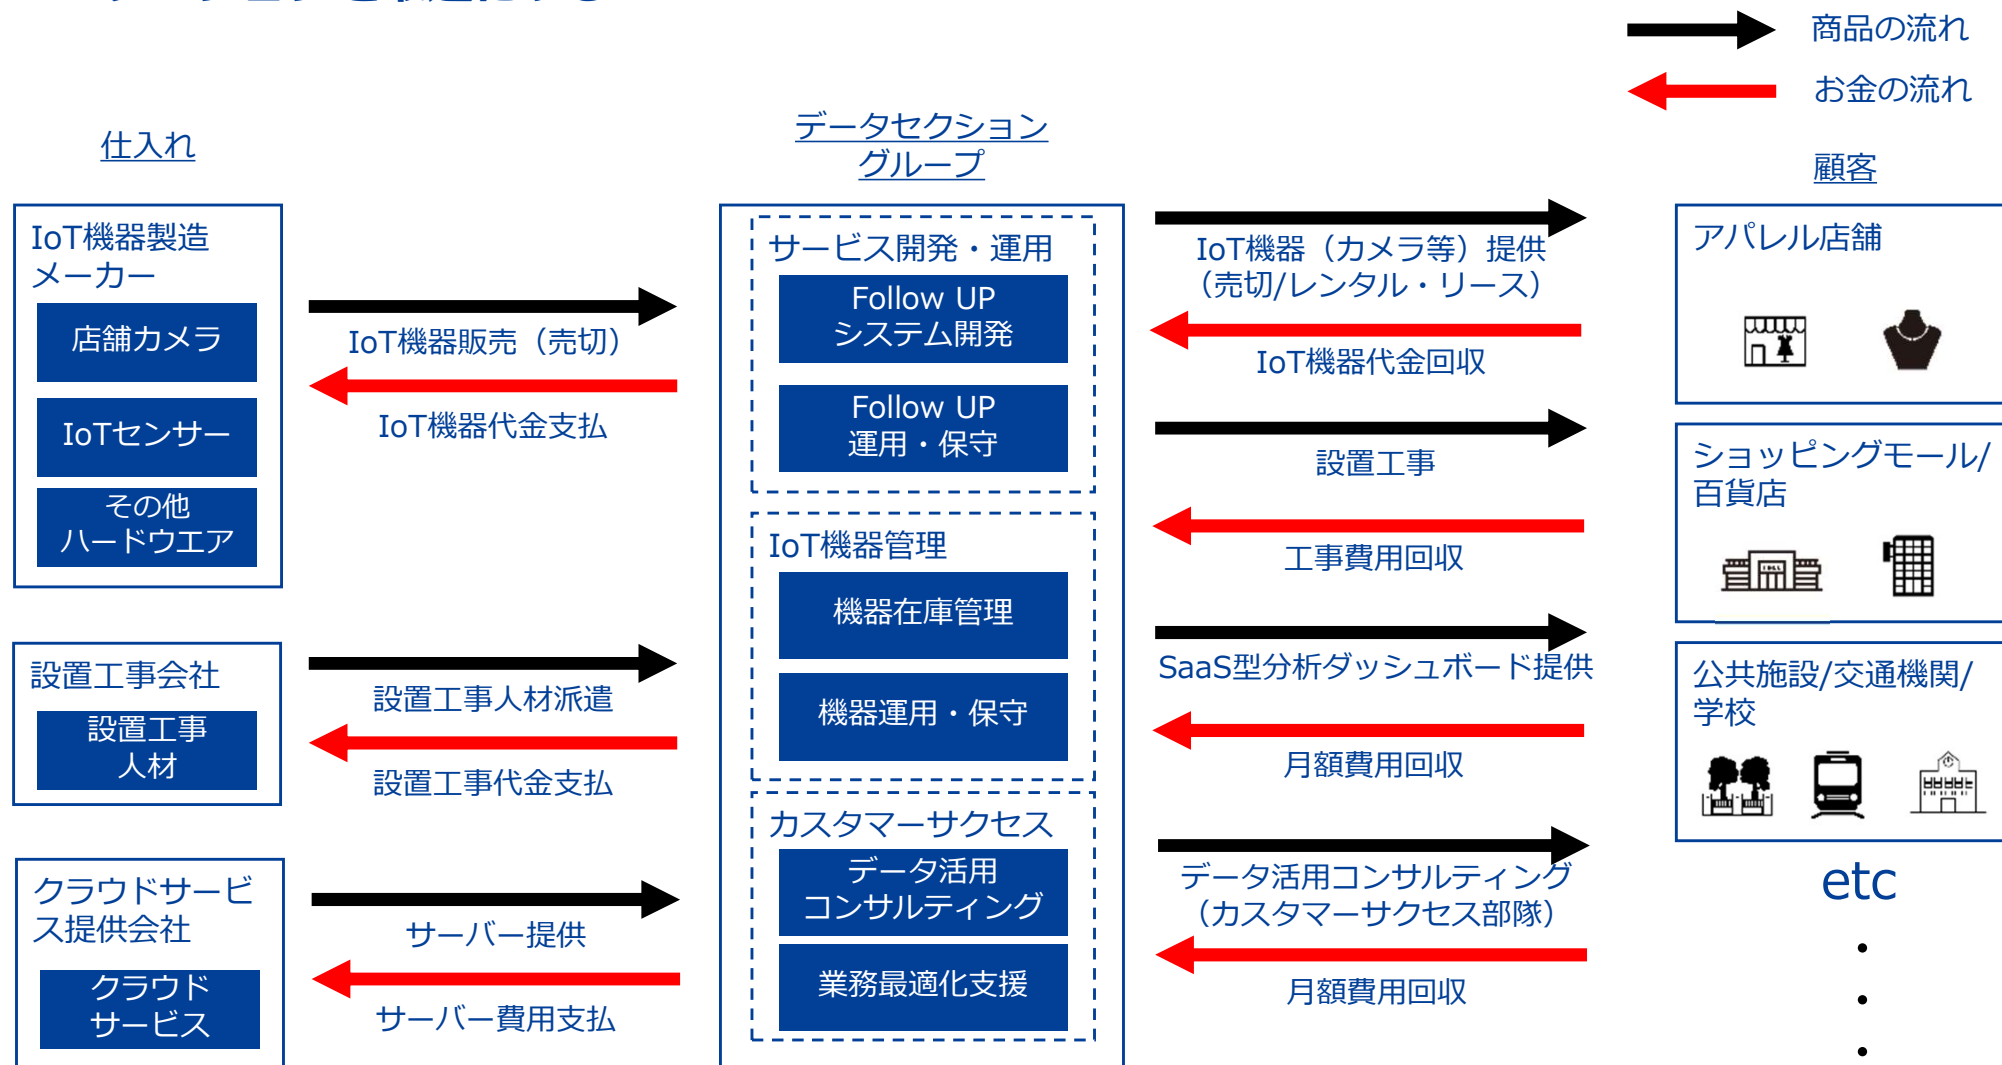 商品の流れ
お金の流れ
仕入れ
データセクション
グループ
顧客
IoT機器製造
メーカー
店舗カメラ
IoTセンサー
その他
ハードウエア
設置工事会社
設置工事
人材
クラウドサービ
ス提供会社
クラウド
サービス
IoT機器販売（売切）
IoT機器代金支払
設置工事人材派遣
設置工事代金支払
サーバー提供
サーバー費用支払
サービス開発・運用
Follow UP
システム開発
Follow UP
運用・保守
IoT機器管理
機器在庫管理
機器運用・保守
カスタマーサクセス
データ活用
コンサルティング
業務最適化支援
IoT機器（カメラ等）提供
（売切/レンタル・リース）
IoT機器代金回収
設置工事
工事費用回収
SaaS型分析ダッシュボード提供
月額費用回収
データ活用コンサルティング
（カスタマーサクセス部隊）
月額費用回収
アパレル店舗
ショッピングモール/
百貨店
公共施設/交通機関/
学校
etc
・
・
・